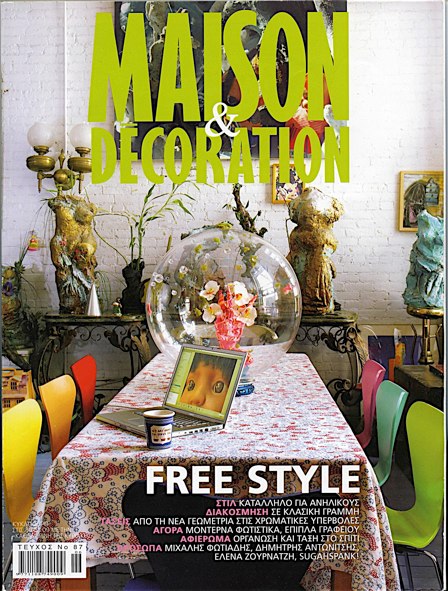 MAISON
&
DECORATION
FREE STYLE
ΣΤΙΛ ΚΑΤΑΛΛΗΛΟ ΓΙΑ ΑΝΗΛΙΚΟΥΣ
ΔΙΑΚΟΣΜΗΣΗ ΣΕ ΚΛΑΣΙΚΗ ΓΡΑΜΜΗ
ΤΑΣΕΙΣ ΑΠΟ ΤΗ ΝΕΑ ΓΕΩΜΕΤΡΙΑ ΣΤΙΣ ΧΡΩΜΑΤΙΚΕΣ ΥΠΕΡΒΟΛΕΣ
ΑΓΟΡΑ ΜΟΝΤΕΡΝΑ ΦΩΤΙΣΤΙΚΑ, ΕΠΙΠΛΑ ΓΡΑΦΕΙΟΥ
ΑΦΙΕΡΩΜΑ ΟΡΓΑΝΩΣΗ ΚΑΙ ΤΑΞΗ ΣΤΟ ΣΠΙΤΙ
ΠΡΟΣΩΠΑ ΜΙΧΑΛΗΣ ΦΩΤΙΑΔΗΣ, ΔΗΜΗΤΡΗΣ ΑΝΤΩΝΙΤΣΗΣ,
ΕΛΕΝΑ ΖΟΥΡΝΑΤΖΗ, SUGAHSPANK!
ΤΕΥΧΟΣ Νο 87